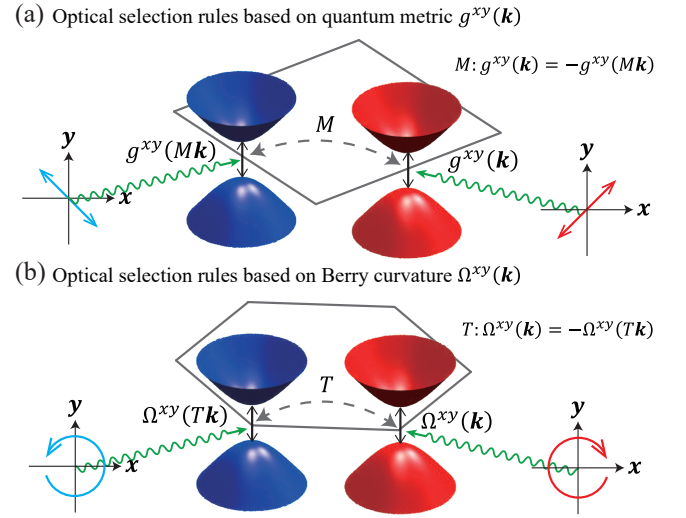 (a) Optical selection rules based on quantum metric g^{xy}(k)
M: g^{xy}(k) = −g^{xy}(Mk)
M
y
g^{xy}(Mk)
g^{xy}(k)
y
x
x
(b) Optical selection rules based on Berry curvature Ω^{xy}(k)
T: Ω^{xy}(k) = −Ω^{xy}(Tk)
T
y
Ω^{xy}(Tk)
Ω^{xy}(k)
y
x
x